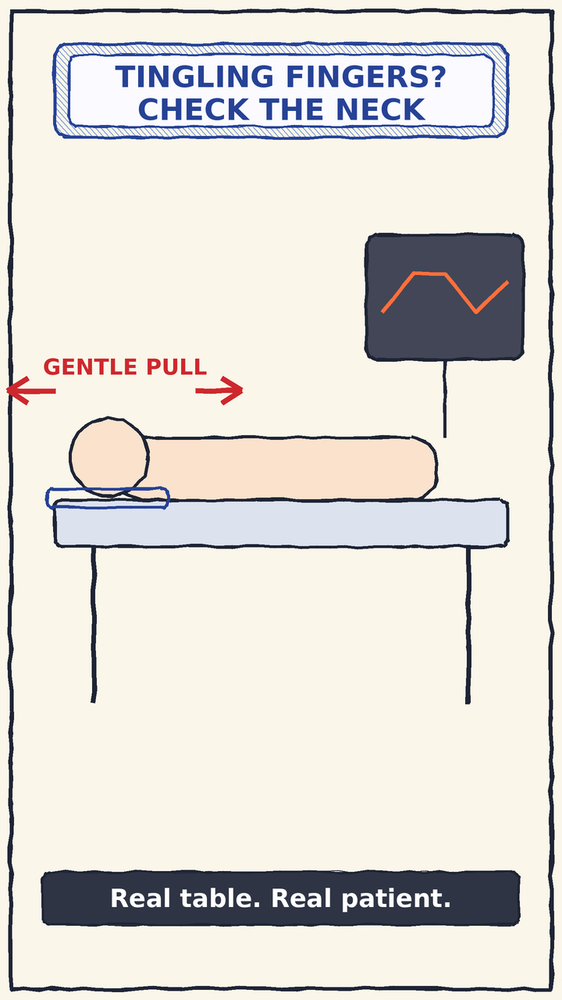 TINGLING FINGERS?
CHECK THE NECK
GENTLE PULL
Real table. Real patient.